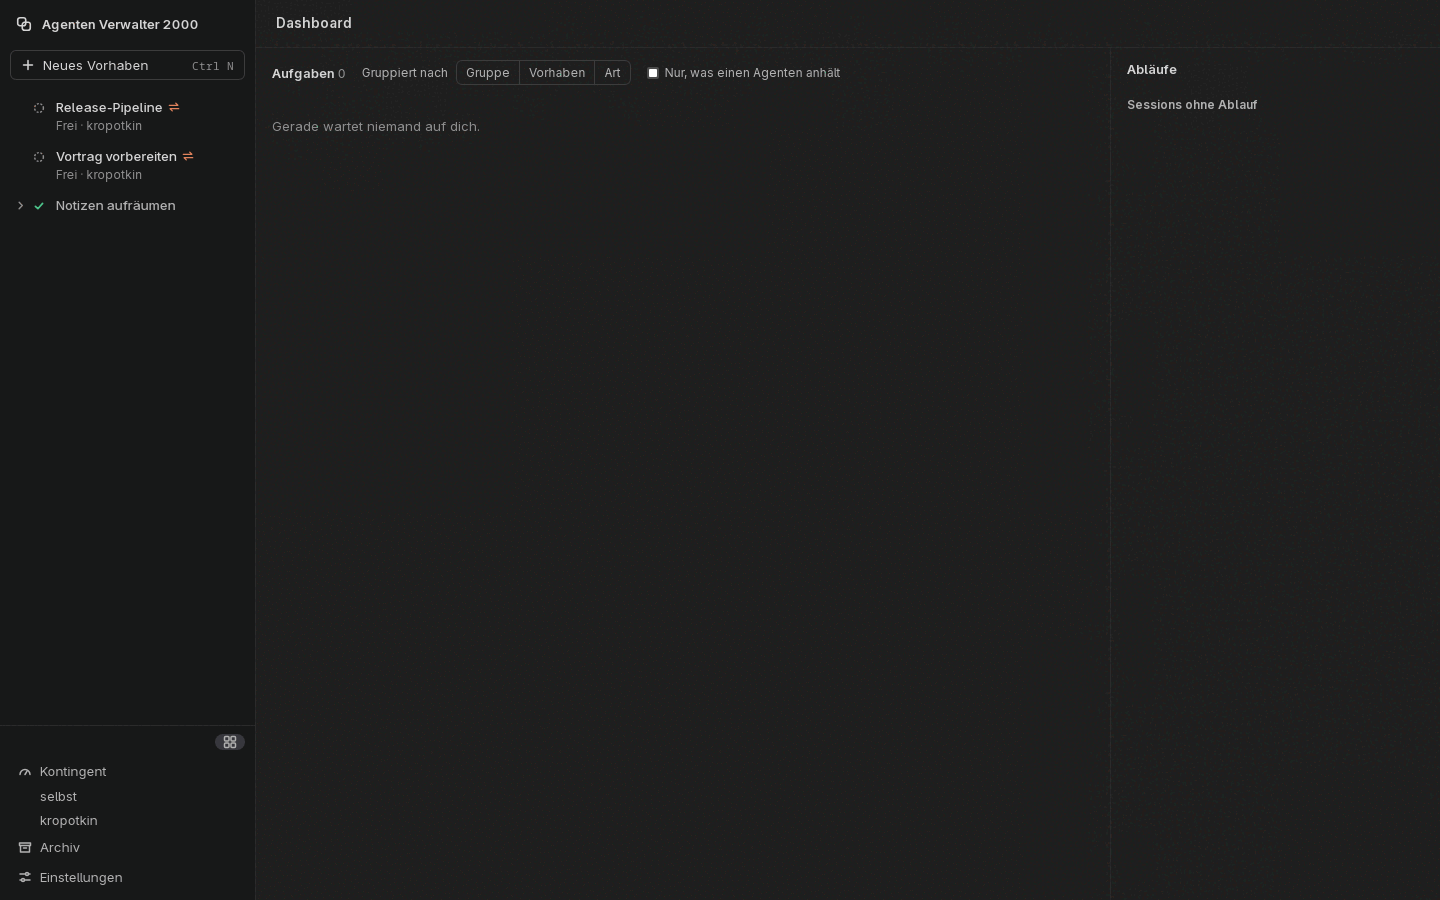 Agenten Verwalter 2000
Neues Vorhaben Ctrl N
Release-Pipeline
Frei · kropotkin
Vortrag vorbereiten
Frei · kropotkin
Notizen aufräumen
Kontingent
selbst
kropotkin
Archiv
Einstellungen
Dashboard
Aufgaben 0 Gruppiert nach Gruppe Vorhaben Art Nur, was einen Agenten anhält
Gerade wartet niemand auf dich.
Abläufe
Sessions ohne Ablauf